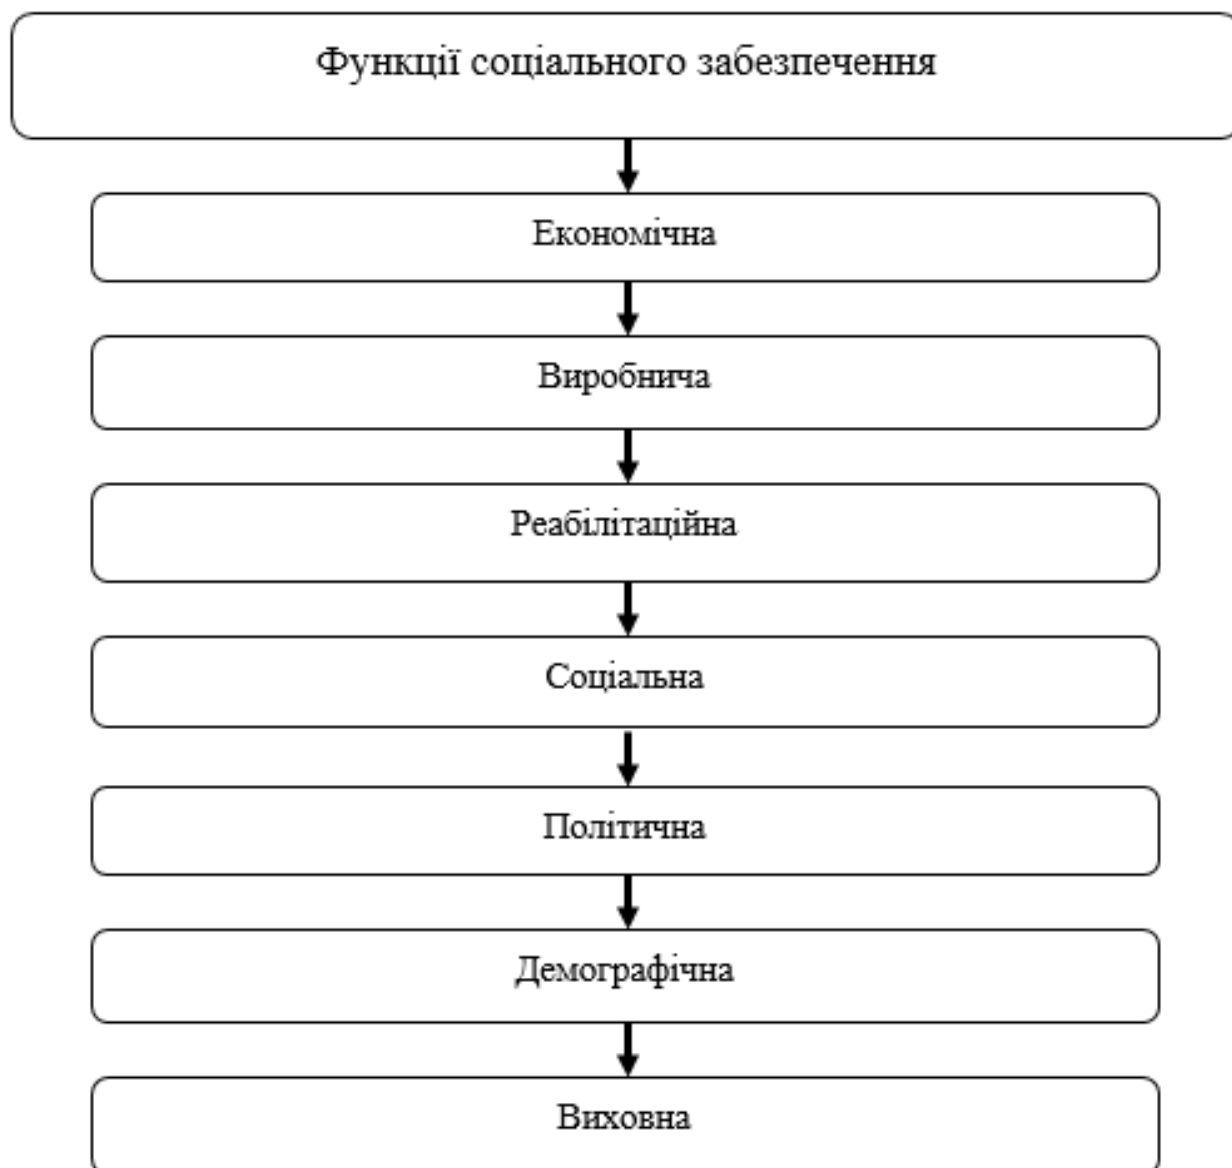 Функції соціального забезпечення
Економічна
Виробнича
Реабілітаційна
Соціальна
Політична
Демографічна
Виховна